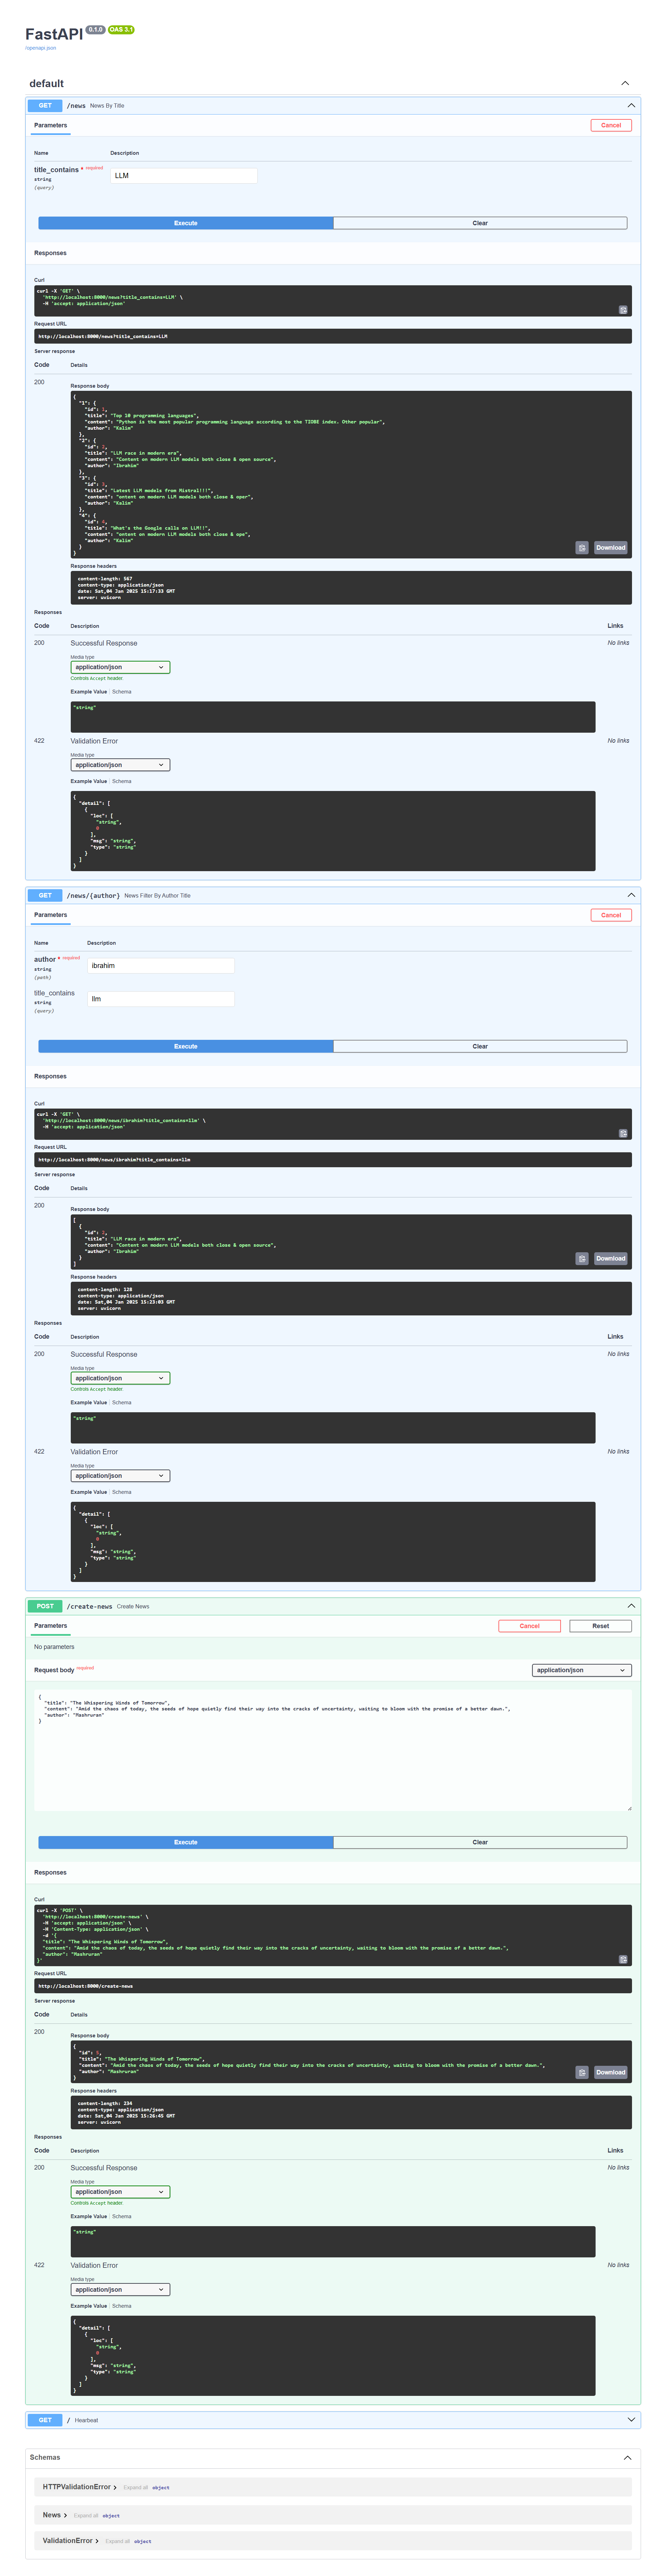 FastAPI 0.1.0 OAS 3.1
/openapi.json
default
GET /news News By Title
Parameters Cancel
Name Description
title_contains * required
string
(query)
LLM
Execute Clear
Responses
Curl
curl -X 'GET' \
'http://localhost:8000/news?title_contains=LLM' \
-H 'accept: application/json'
Request URL
http://localhost:8000/news?title_contains=LLM
Server response
Code Details
200
Response body
{
"1": {
"id": 1,
"title": "Top 10 programming languages",
"content": "Python is the most popular programming language according to the TIOBE index. Other popular",
"author": "Kalim"
},
"2": {
"id": 2,
"title": "LLM race in modern era",
"content": "Content on modern LLM models both close & open source",
"author": "Ibrahim"
},
"3": {
"id": 3,
"title": "Latest LLM models from Mistral!!!",
"content": "ontent on modern LLM models both close & oper",
"author": "Kalim"
},
"4": {
"id": 4,
"title": "What's the Google calls on LLM!!",
"content": "ontent on modern LLM models both close & ope",
"author": "Kalim"
}
}
Download
Response headers
content-length: 567
content-type: application/json
date: Sat,04 Jan 2025 15:17:33 GMT
server: uvicorn
Responses
Code Description Links
200 Successful Response No links
Media type
application/json
Controls Accept header.
Example Value | Schema
"string"
422 Validation Error No links
Media type
application/json
Example Value | Schema
{
"detail": [
{
"loc": [
"string",
0
],
"msg": "string",
"type": "string"
}
]
}
GET /news/{author} News Filter By Author Title
Parameters Cancel
Name Description
author * required
string
(path)
ibrahim
title_contains
string
(query)
llm
Execute Clear
Responses
Curl
curl -X 'GET' \
'http://localhost:8000/news/ibrahim?title_contains=llm' \
-H 'accept: application/json'
Request URL
http://localhost:8000/news/ibrahim?title_contains=llm
Server response
Code Details
200
Response body
[
{
"id": 2,
"title": "LLM race in modern era",
"content": "Content on modern LLM models both close & open source",
"author": "Ibrahim"
}
]
Download
Response headers
content-length: 128
content-type: application/json
date: Sat,04 Jan 2025 15:23:03 GMT
server: uvicorn
Responses
Code Description Links
200 Successful Response No links
Media type
application/json
Controls Accept header.
Example Value | Schema
"string"
422 Validation Error No links
Media type
application/json
Example Value | Schema
{
"detail": [
{
"loc": [
"string",
0
],
"msg": "string",
"type": "string"
}
]
}
POST /create-news Create News
Parameters Cancel Reset
No parameters
Request body required application/json
{
"title": "The Whispering Winds of Tomorrow",
"content": "Amid the chaos of today, the seeds of hope quietly find their way into the cracks of uncertainty, waiting to bloom with the promise of a better dawn.",
"author": "Mashruran"
}
Execute Clear
Responses
Curl
curl -X 'POST' \
'http://localhost:8000/create-news' \
-H 'accept: application/json' \
-H 'Content-Type: application/json' \
-d '{
"title": "The Whispering Winds of Tomorrow",
"content": "Amid the chaos of today, the seeds of hope quietly find their way into the cracks of uncertainty, waiting to bloom with the promise of a better dawn.",
"author": "Mashruran"
}'
Request URL
http://localhost:8000/create-news
Server response
Code Details
200
Response body
{
"id": 5,
"title": "The Whispering Winds of Tomorrow",
"content": "Amid the chaos of today, the seeds of hope quietly find their way into the cracks of uncertainty, waiting to bloom with the promise of a better dawn.",
"author": "Mashruran"
}
Download
Response headers
content-length: 234
content-type: application/json
date: Sat,04 Jan 2025 15:26:45 GMT
server: uvicorn
Responses
Code Description Links
200 Successful Response No links
Media type
application/json
Controls Accept header.
Example Value | Schema
"string"
422 Validation Error No links
Media type
application/json
Example Value | Schema
{
"detail": [
{
"loc": [
"string",
0
],
"msg": "string",
"type": "string"
}
]
}
GET / Hearbeat
Schemas
HTTPValidationError Expand all object
News Expand all object
ValidationError Expand all object